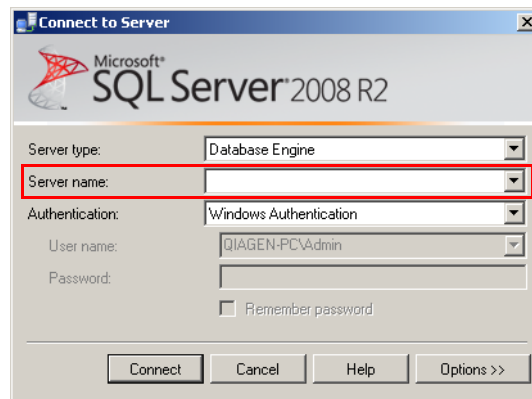 Connect to Server
Microsoft®
SQL Server® 2008 R2
Server type: Database Engine
Server name:
Authentication: Windows Authentication
User name: QIAGEN-PC\Admin
Password:
Remember password
Connect Cancel Help Options >>